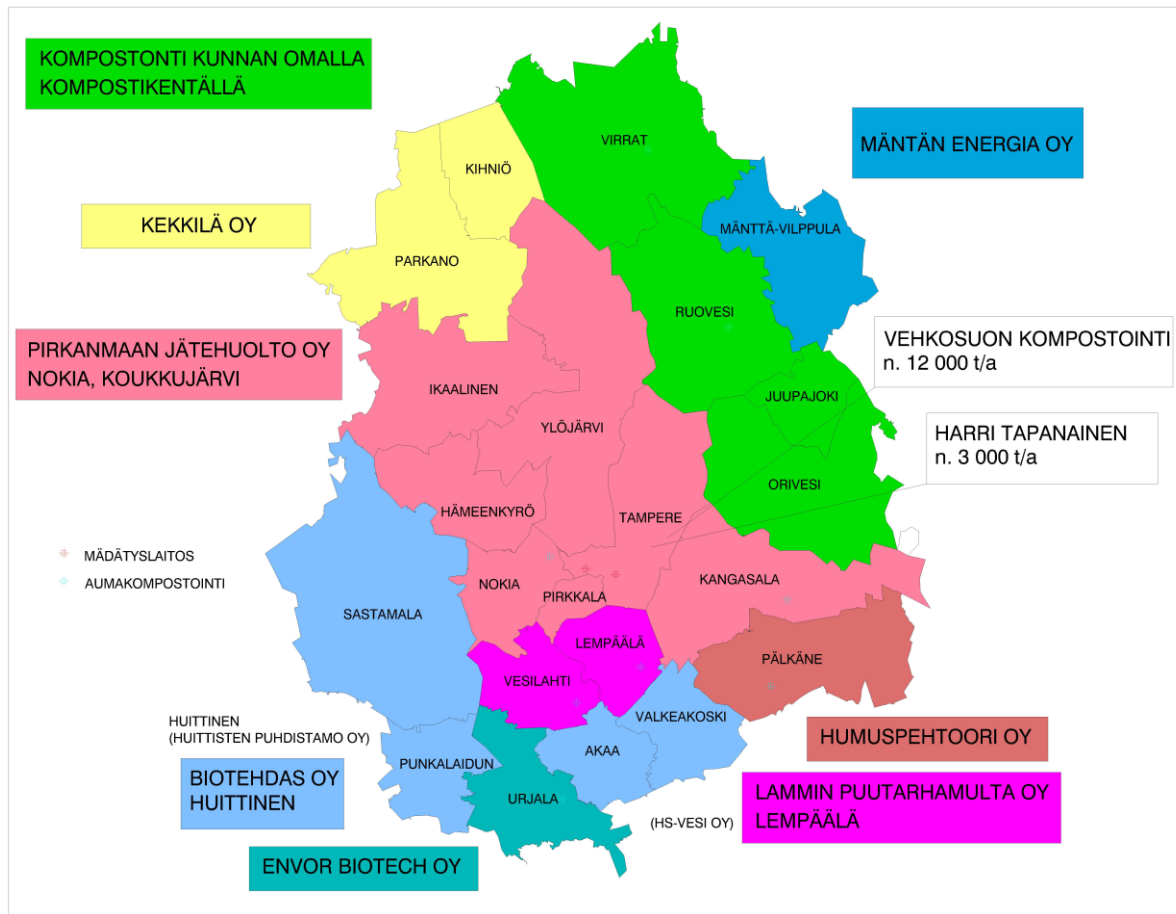 KOMPOSTONTI KUNNAN OMALLA
KOMPOSTIKENTÄLLÄ
VIRRAT
MÄNTÄN ENERGIA OY
KIHNIÖ
KEKKILÄ OY
MÄNTTÄ-VILPPULA
PARKANO
RUOVESI
VEHKOSUON KOMPOSTOINTI
n. 12 000 t/a
PIRKANMAAN JÄTEHUOLTO OY
NOKIA, KOUKKUJÄRVI
IKAALINEN
JUUPAJOKI
YLÖJÄRVI
HARRI TAPANAINEN
n. 3 000 t/a
ORIVESI
HÄMEENKYRÖ
TAMPERE
MÄDÄTYSLAITOS
AUMAKOMPOSTOINTI
NOKIA
KANGASALA
PIRKKALA
SASTAMALA
LEMPÄÄLÄ
PÄLKÄNE
VESILAHTI
VALKEAKOSKI
HUITTINEN
(HUITTISTEN PUHDISTAMO OY)
HUMUSPEHTOORI OY
AKAA
PUNKALAIDUN
BIOTEHDAS OY
HUITTINEN
URJALA
LAMMIN PUUTARHAMULTA OY
LEMPÄÄLÄ
(HS-VESI OY)
ENVOR BIOTECH OY